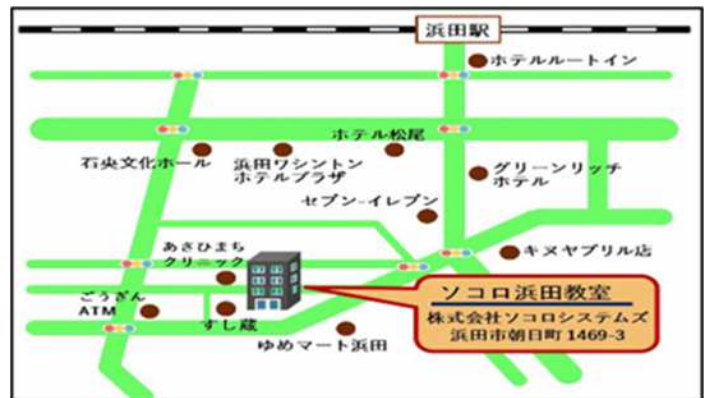 浜田駅
ホテルルートイン
ホテル松尾
石央文化ホール
浜田ワシントン
ホテルプラザ
グリーンリッチ
ホテル
セブン-イレブン
あさひまち
クリニック
キヌヤプリル店
ごうぎん
ATM
すし蔵
ゆめマート浜田
ソコロ浜田教室
株式会社ソコロシステムズ
浜田市朝日町1469-3